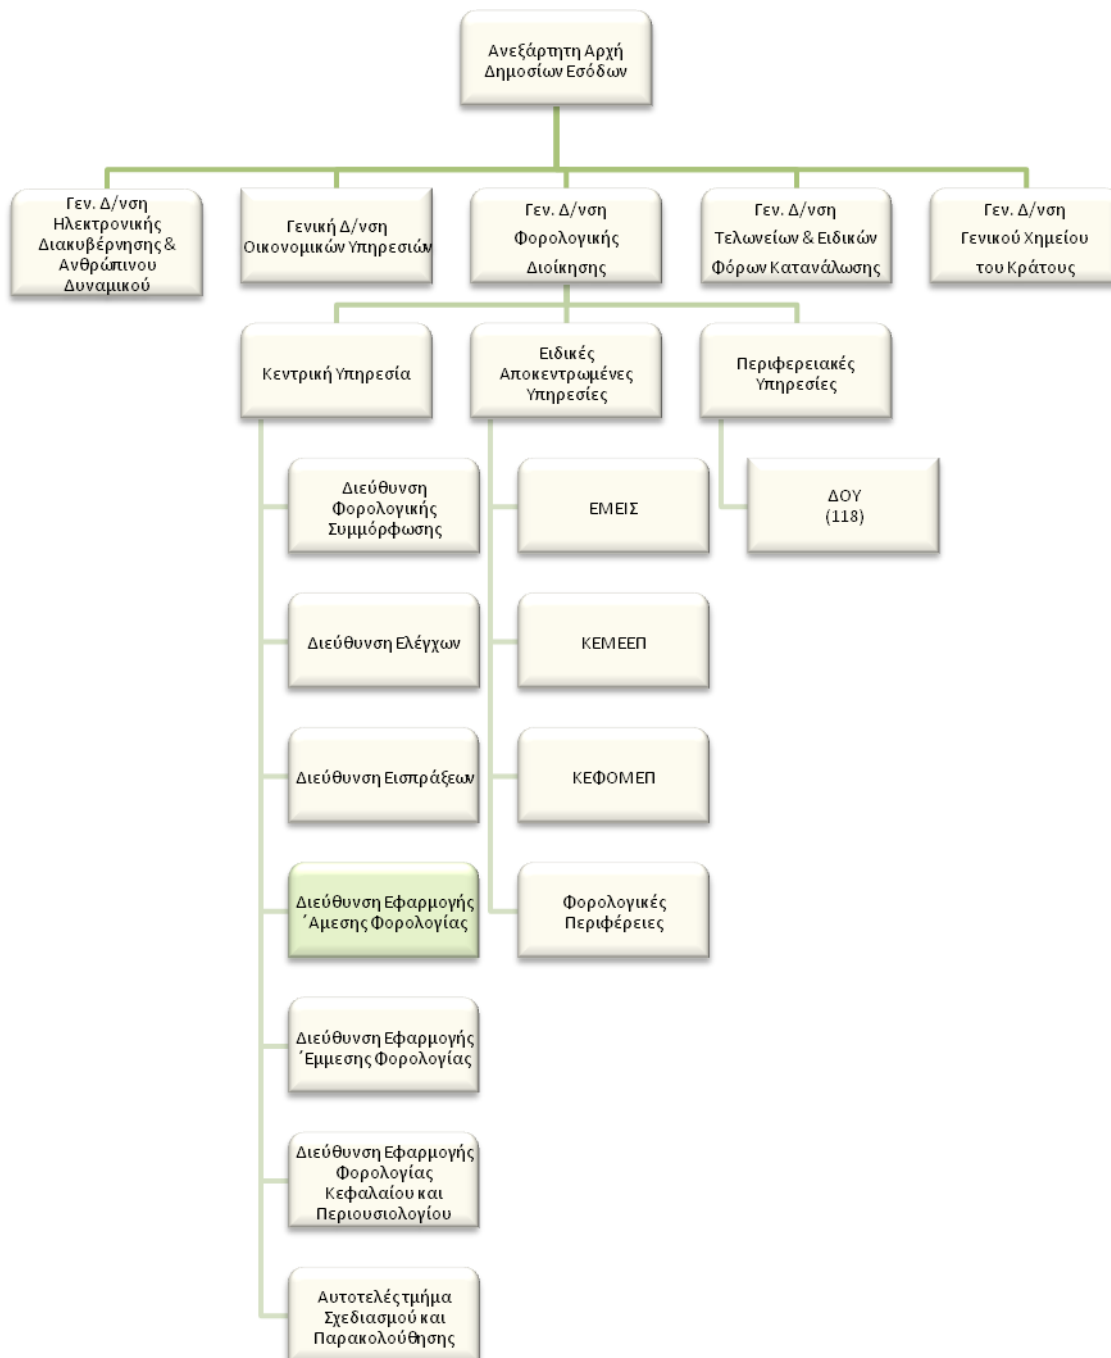 Ανεξάρτητη Αρχή
Δημοσίων Εσόδων
Γεν. Δ/νση
Ηλεκτρονικής
Διακυβέρνησης &
Ανθρώπινου
Δυναμικού
Γενική Δ/νση
Οικονομικών Υπηρεσιών
Γεν. Δ/νση
Φορολογικής
Διοίκησης
Γεν. Δ/νση
Τελωνείων & Ειδικών
Φόρων Κατανάλωσης
Γεν. Δ/νση
Γενικού Χημείου
του Κράτους
Κεντρική Υπηρεσία
Ειδικές
Αποκεντρωμένες
Υπηρεσίες
Περιφερειακές
Υπηρεσίες
Διεύθυνση
Φορολογικής
Συμμόρφωσης
ΕΜΕΙΣ
ΔΟΥ
(118)
Διεύθυνση Ελέγχων
ΚΕΜΕΕΠ
Διεύθυνση Εισπράξεων
ΚΕΦΟΜΕΠ
Διεύθυνση Εφαρμογής
΄Αμεσης Φορολογίας
Φορολογικές
Περιφέρειες
Διεύθυνση Εφαρμογής
΄Εμμεσης Φορολογίας
Διεύθυνση Εφαρμογής
Φορολογίας
Κεφαλαίου και
Περιουσιολογίου
Αυτοτελές τμήμα
Σχεδιασμού και
Παρακολούθησης